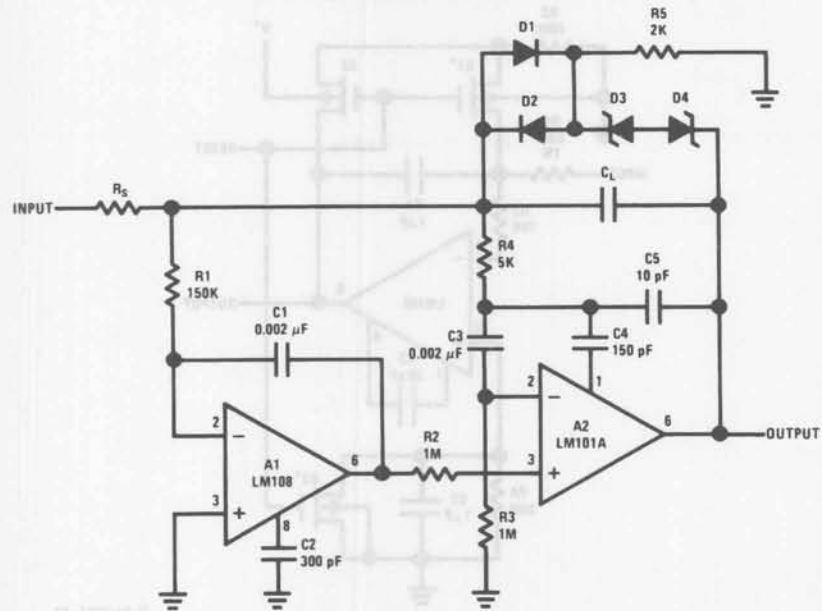 D1
R5
2K
D2
D3
D4
INPUT
RS
CL
R1
150K
R4
5K
C5
10 pF
C1
0.002 µF
C3
0.002 µF
C4
150 pF
2
A1
LM108
6
3
8
R2
1M
2
1
A2
LM101A
6
OUTPUT
3
C2
300 pF
R3
1M